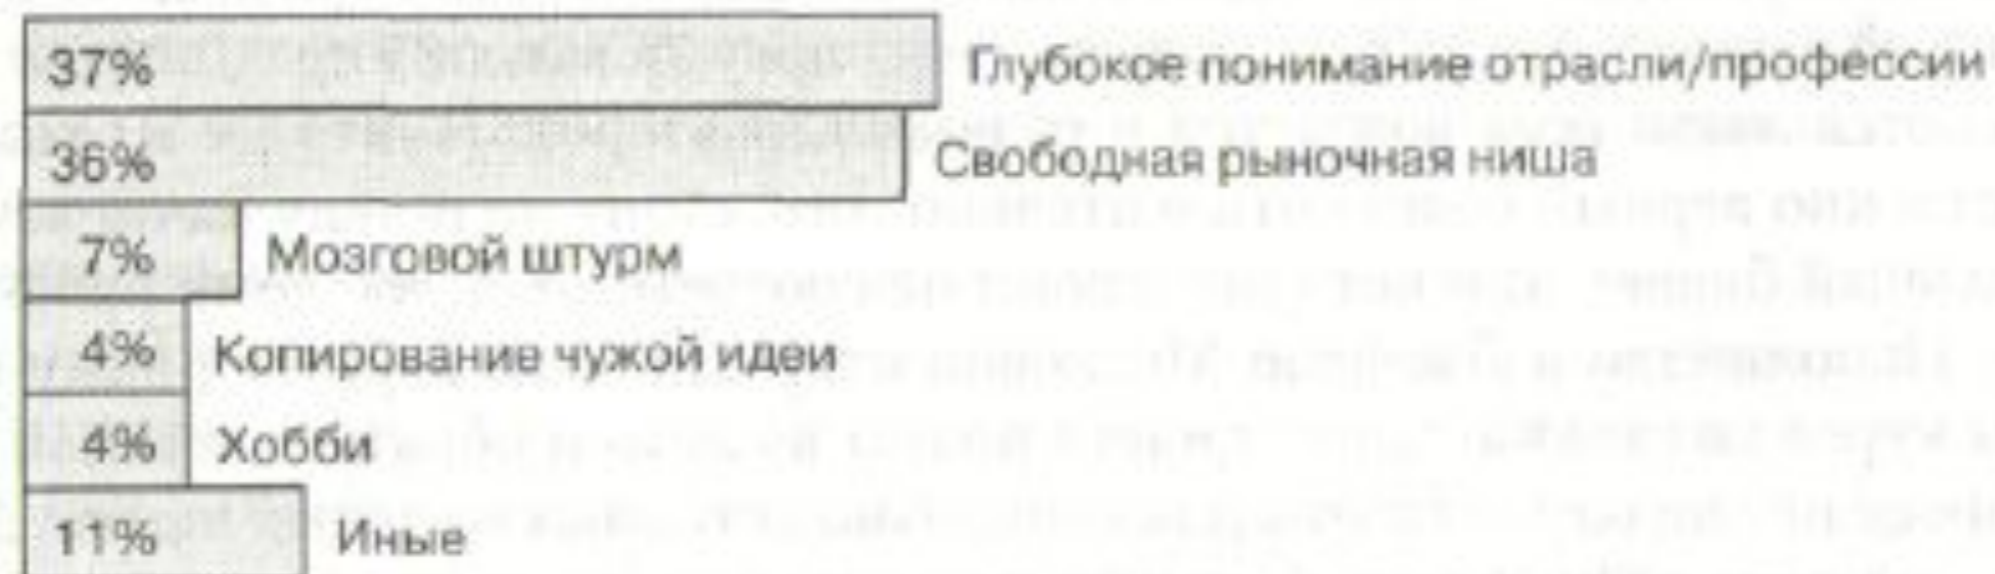 37% Глубокое понимание отрасли/профессии
36% Свободная рыночная ниша
7% Мозговой штурм
4% Копирование чужой идеи
4% Хобби
11% Иные